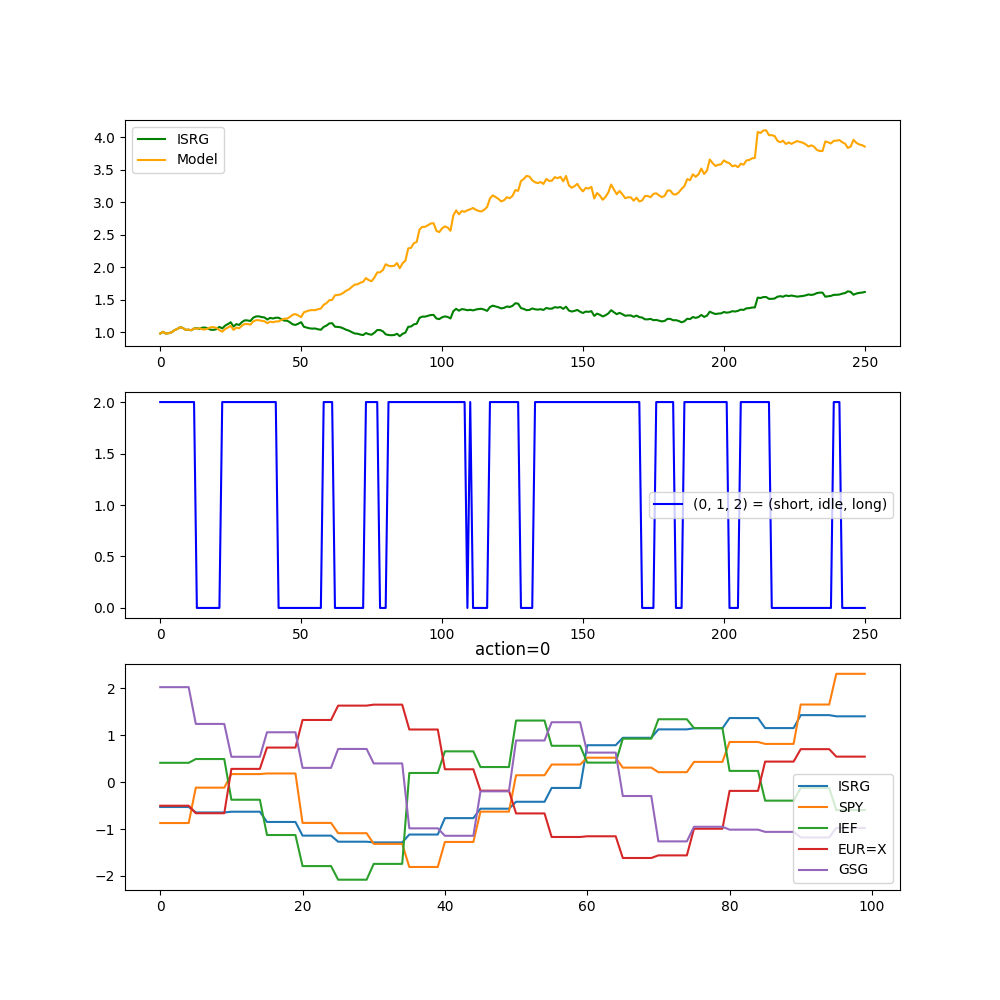 4.0
3.5
3.0
2.5
2.0
1.5
1.0
ISRG
Model
0 50 100 150 200 250
2.0
1.5
1.0
0.5
0.0
(0, 1, 2) = (short, idle, long)
0 50 100 150 200 250
action=0
2
1
0
−1
−2
ISRG
SPY
IEF
EUR=X
GSG
0 20 40 60 80 100